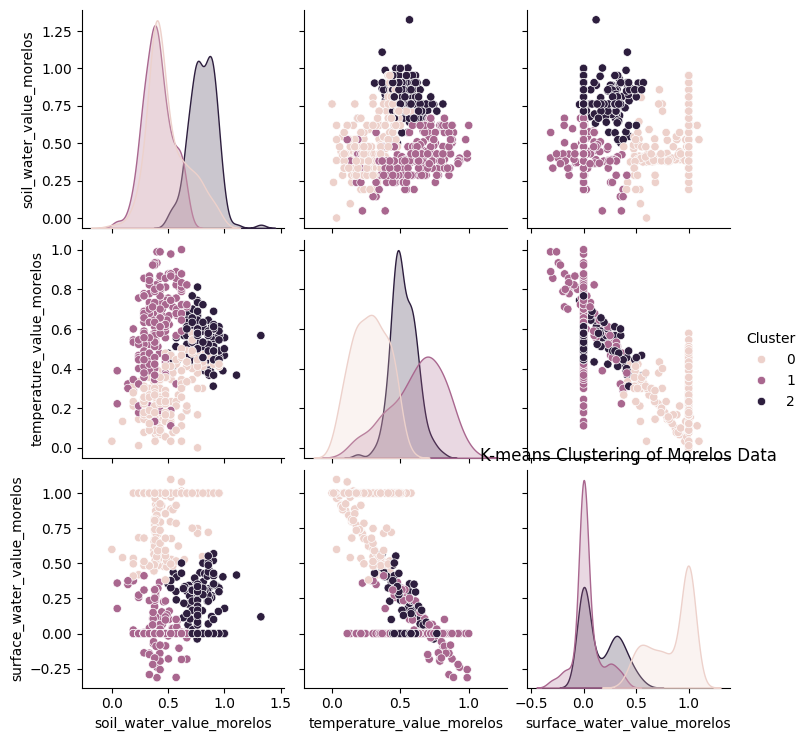 soil_water_value_morelos
1.25
1.00
0.75
0.50
0.25
0.00
temperature_value_morelos
1.0
0.8
0.6
0.4
0.2
0.0
Cluster
0
1
2
K-means Clustering of Morelos Data
surface_water_value_morelos
1.00
0.75
0.50
0.25
0.00
−0.25
0.0 0.5 1.0 1.5
soil_water_value_morelos
0.0 0.5 1.0
temperature_value_morelos
−0.5 0.0 0.5 1.0
surface_water_value_morelos